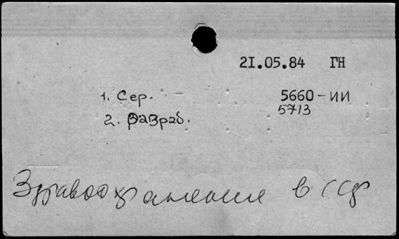 21.05.84 ГН
1. Сер. 5660-ИИ
2. разраб. 5713
Здравоохранение в ССР